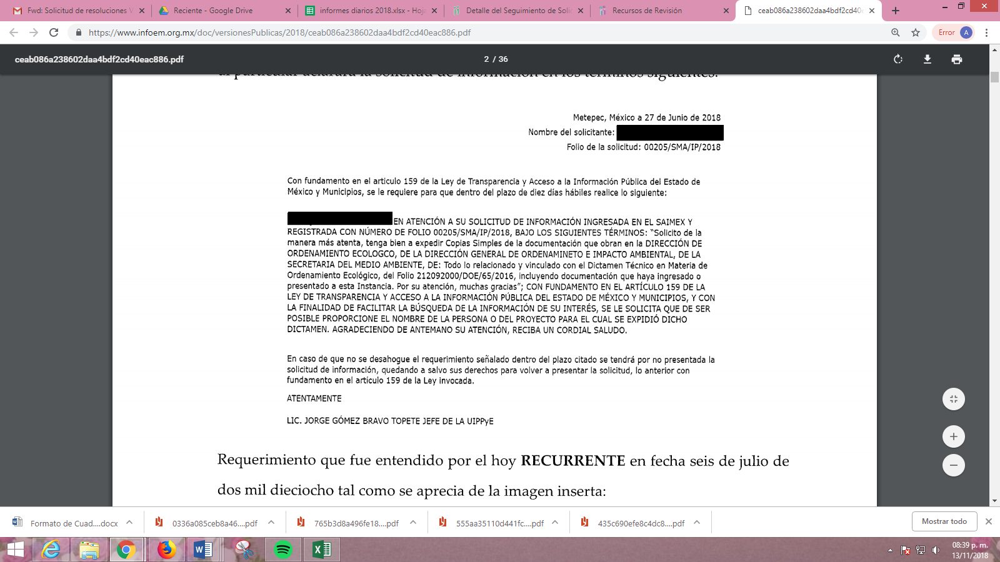 Fwd: Solicitud de resoluciones V
Reciente - Google Drive
informes diarios 2018.xlsx - Hoja
Detalle del Seguimiento de Solic
Recursos de Revisión
ceab086a238602daa4bdf2cd40e
https://www.infoem.org.mx/doc/versionesPublicas/2018/ceab086a238602daa4bdf2cd40eac886.pdf
Error A
ceab086a238602daa4bdf2cd40eac886.pdf
2 / 36
al particular aclarara la solicitud de información en los términos siguientes:
Metepec, México a 27 de Junio de 2018
Nombre del solicitante:
Folio de la solicitud: 00205/SMA/IP/2018
Con fundamento en el artículo 159 de la Ley de Transparencia y Acceso a la Información Pública del Estado de
México y Municipios, se le requiere para que dentro del plazo de diez días hábiles realice lo siguiente:
EN ATENCIÓN A SU SOLICITUD DE INFORMACIÓN INGRESADA EN EL SAIMEX Y
REGISTRADA CON NÚMERO DE FOLIO 00205/SMA/IP/2018, BAJO LOS SIGUIENTES TÉRMINOS: “Solicito de la
manera más atenta, tenga bien a expedir Copias Simples de la documentación que obran en la DIRECCIÓN DE
ORDENAMIENTO ECOLOGCO, DE LA DIRECCIÓN GENERAL DE ORDENAMINETO E IMPACTO AMBIENTAL, DE LA
SECRETARIA DEL MEDIO AMBIENTE, DE: Todo lo relacionado y vinculado con el Dictamen Técnico en Materia de
Ordenamiento Ecológico, del Folio 212092000/DOE/65/2016, incluyendo documentación que haya ingresado o
presentado a esta Instancia. Por su atención, muchas gracias”; CON FUNDAMENTO EN EL ARTÍCULO 159 DE LA
LEY DE TRANSPARENCIA Y ACCESO A LA INFORMACIÓN PÚBLICA DEL ESTADO DE MÉXICO Y MUNICIPIOS, Y CON
LA FINALIDAD DE FACILITAR LA BÚSQUEDA DE LA INFORMACIÓN DE SU INTERÉS, SE LE SOLICITA QUE DE SER
POSIBLE PROPORCIONE EL NOMBRE DE LA PERSONA O DEL PROYECTO PARA EL CUAL SE EXPIDIÓ DICHO
DICTAMEN. AGRADECIENDO DE ANTEMANO SU ATENCIÓN, RECIBA UN CORDIAL SALUDO.
En caso de que no se desahogue el requerimiento señalado dentro del plazo citado se tendrá por no presentada la
solicitud de información, quedando a salvo sus derechos para volver a presentar la solicitud, lo anterior con
fundamento en el artículo 159 de la Ley invocada.
ATENTAMENTE
LIC. JORGE GÓMEZ BRAVO TOPETE JEFE DE LA UIPPyE
Requerimiento que fue entendido por el hoy RECURRENTE en fecha seis de julio de
dos mil dieciocho tal como se aprecia de la imagen inserta:
Formato de Cuad....docx
0336a085ceb8a46....pdf
765b3d8a496fe18....pdf
555aa35110d441fc....pdf
435c690efe8c4dc8....pdf
Mostrar todo
08:39 p. m.
13/11/2018